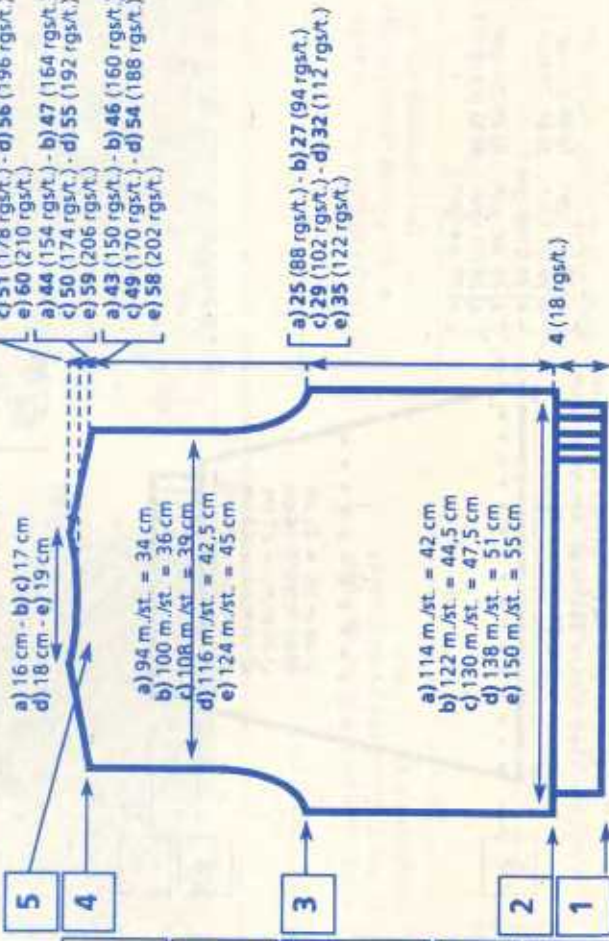 c) 51 (178 rgs/t.) - d) 56 (196 rgs/t.)
e) 60 (210 rgs/t.)
a) 44 (154 rgs/t.) - b) 47 (164 rgs/t.)
c) 50 (174 rgs/t.) - d) 55 (192 rgs/t.)
e) 59 (206 rgs/t.)
a) 43 (150 rgs/t.) - b) 46 (160 rgs/t.)
c) 49 (170 rgs/t.) - d) 54 (188 rgs/t.)
e) 58 (202 rgs/t.)
a) 25 (88 rgs/t.) - b) 27 (94 rgs/t.)
c) 29 (102 rgs/t.) - d) 32 (112 rgs/t.)
e) 35 (122 rgs/t.)
4 (18 rgs/t.)
a) 16 cm - b) c) 17 cm
d) 18 cm - e) 19 cm
a) 94 m./st. = 34 cm
b) 100 m./st. = 36 cm
c) 108 m./st. = 39 cm
d) 116 m./st. = 42,5 cm
e) 124 m./st. = 45 cm
a) 114 m./st. = 42 cm
b) 122 m./st. = 44,5 cm
c) 130 m./st. = 47,5 cm
d) 138 m./st. = 51 cm
e) 150 m./st. = 55 cm
5
4
3
2
1